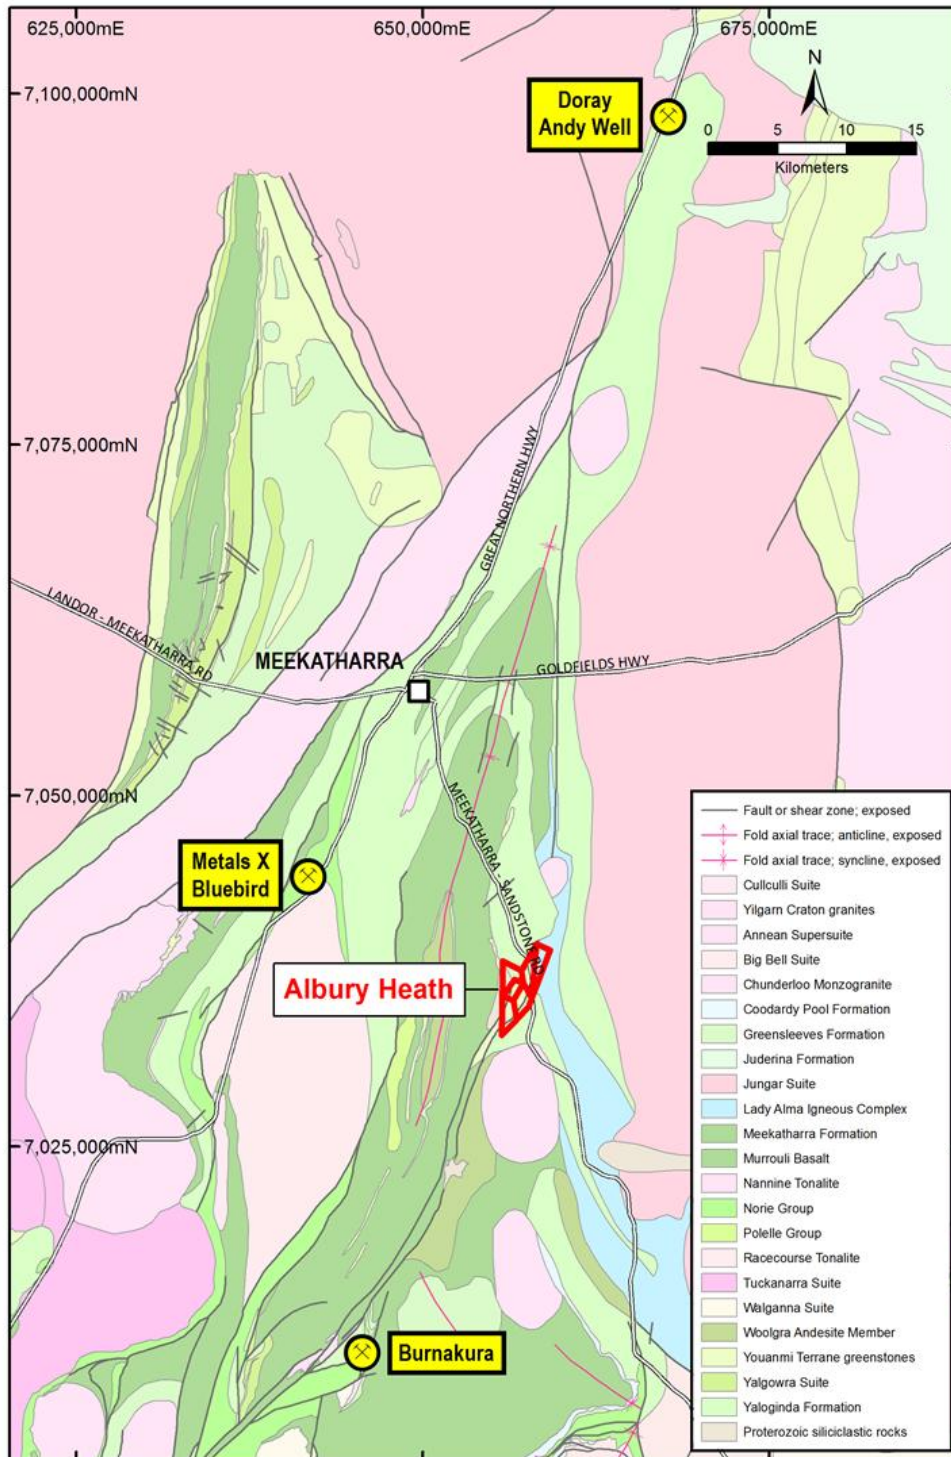 625,000mE
650,000mE
675,000mE
7,100,000mN
Doray
Andy Well
N
0 5 10 15
Kilometers
7,075,000mN
GREAT NORTHERN HWY
LANDOR - MEEKATHARRA RD
MEEKATHARRA
GOLDFIELDS HWY
7,050,000mN
MEEKATHARRA - SANDSTONE RD
Metals X
Bluebird
Albury Heath
7,025,000mN
Burnakura
Fault or shear zone; exposed
Fold axial trace; anticline, exposed
Fold axial trace; syncline, exposed
Cullculli Suite
Yilgarn Craton granites
Annean Supersuite
Big Bell Suite
Chunderloo Monzogranite
Coodardy Pool Formation
Greensleeves Formation
Juderina Formation
Jungar Suite
Lady Alma Igneous Complex
Meekatharra Formation
Murrouli Basalt
Nannine Tonalite
Norie Group
Polelle Group
Racecourse Tonalite
Tuckanarra Suite
Walganna Suite
Woolgra Andesite Member
Youanmi Terrane greenstones
Yalgowra Suite
Yaloginda Formation
Proterozoic siliciclastic rocks